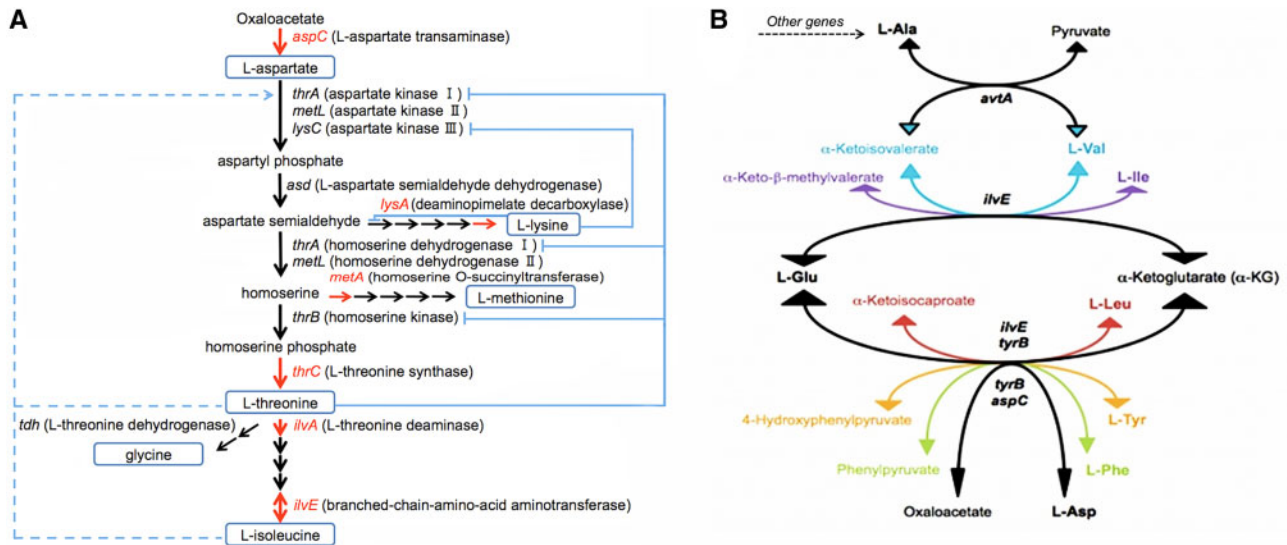 A
Oxaloacetate
aspC (L-aspartate transaminase)
L-aspartate
thrA (aspartate kinase Ⅰ)
metL (aspartate kinase Ⅱ)
lysC (aspartate kinase Ⅲ)
aspartyl phosphate
asd (L-aspartate semialdehyde dehydrogenase)
lysA (deaminopimelate decarboxylase)
aspartate semialdehyde
L-lysine
thrA (homoserine dehydrogenase Ⅰ)
metL (homoserine dehydrogenase Ⅱ)
metA (homoserine O-succinyltransferase)
homoserine
L-methionine
thrB (homoserine kinase)
homoserine phosphate
thrC (L-threonine synthase)
L-threonine
tdh (L-threonine dehydrogenase)
ilvA (L-threonine deaminase)
glycine
ilvE (branched-chain-amino-acid aminotransferase)
L-isoleucine
B
Other genes
L-Ala
Pyruvate
avtA
α-Ketoisovalerate
L-Val
α-Keto-β-methylvalerate
L-Ile
ilvE
L-Glu
α-Ketoglutarate (α-KG)
α-Ketoisocaproate
L-Leu
ilvE
tyrB
tyrB
aspC
4-Hydroxyphenylpyruvate
L-Tyr
Phenylpyruvate
L-Phe
Oxaloacetate
L-Asp